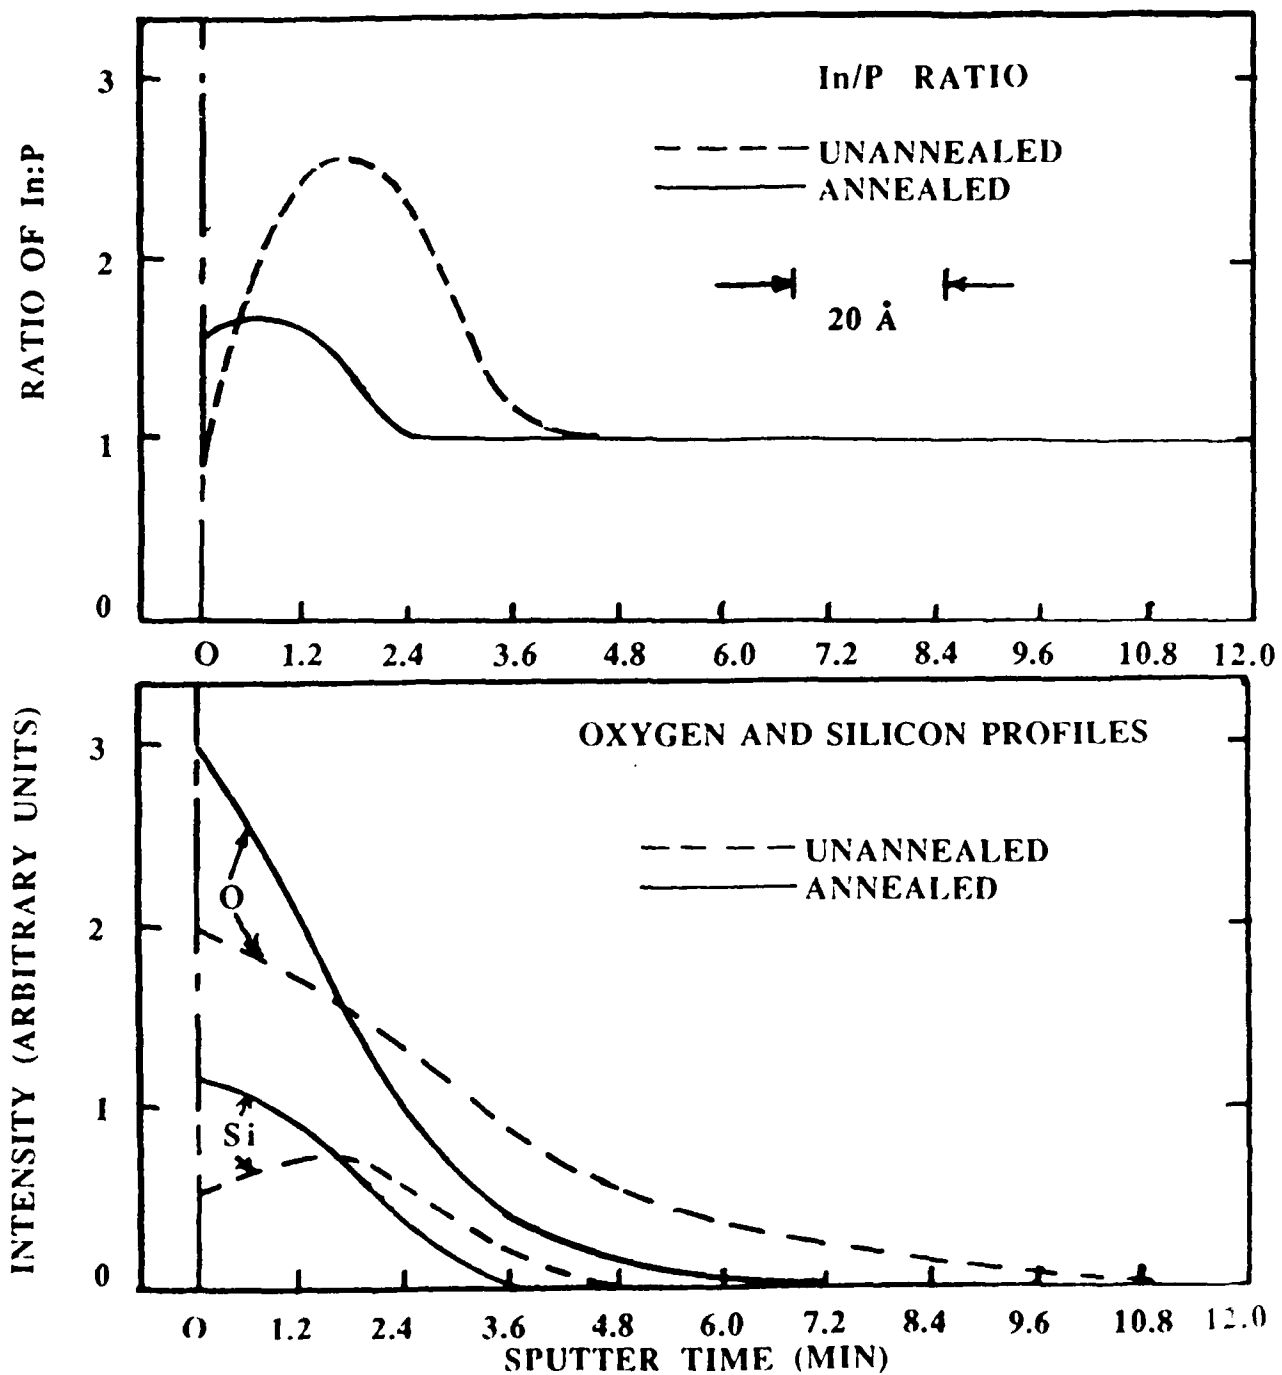 In/P RATIO
UNANNEALED
ANNEALED
20 Å
RATIO OF In:P
3
2
1
0
O 1.2 2.4 3.6 4.8 6.0 7.2 8.4 9.6 10.8 12.0
OXYGEN AND SILICON PROFILES
UNANNEALED
ANNEALED
O
Si
INTENSITY (ARBITRARY UNITS)
3
2
1
0
O 1.2 2.4 3.6 4.8 6.0 7.2 8.4 9.6 10.8 12.0
SPUTTER TIME (MIN)